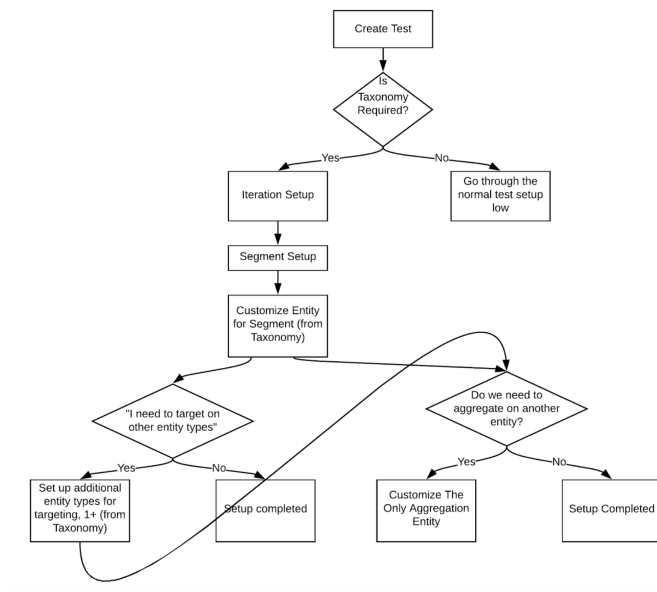 Create Test
Is
Taxonomy
Required?
Yes
No
Iteration Setup
Go through the
normal test setup
low
Segment Setup
Customize Entity
for Segment (from
Taxonomy)
"I need to target on
other entity types"
Do we need to
aggregate on another
entity?
Yes
No
Yes
No
Set up additional
entity types for
targeting, 1+ (from
Taxonomy)
Setup completed
Customize The
Only Aggregation
Entity
Setup Completed